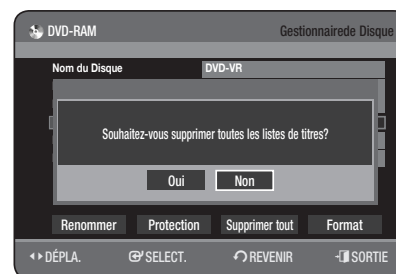 DVD-RAM Gestionnairede Disque
Nom du Disque DVD-VR
Souhaitez-vous supprimer toutes les listes de titres?
Oui Non
Renommer Protection Supprimer tout Format
DÉPLA. SELECT. REVENIR SORTIE